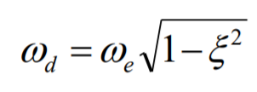 ω_d = ω_e √(1 − ξ²)